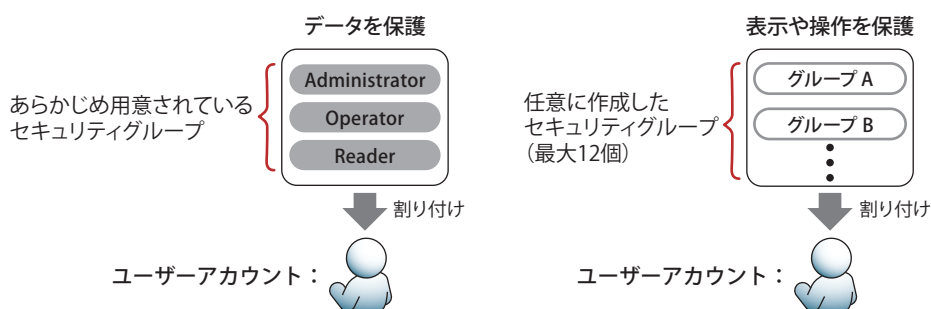 データを保護
Administrator
Operator
Reader
あらかじめ用意されている
セキュリティグループ
割り付け
ユーザーアカウント：
表示や操作を保護
グループ A
グループ B
任意に作成した
セキュリティグループ
（最大12個）
割り付け
ユーザーアカウント：